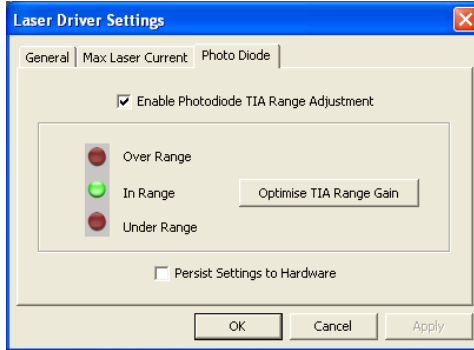 Laser Driver Settings
General Max Laser Current Photo Diode
Enable Photodiode TIA Range Adjustment
Over Range
In Range Optimise TIA Range Gain
Under Range
Persist Settings to Hardware
OK Cancel Apply